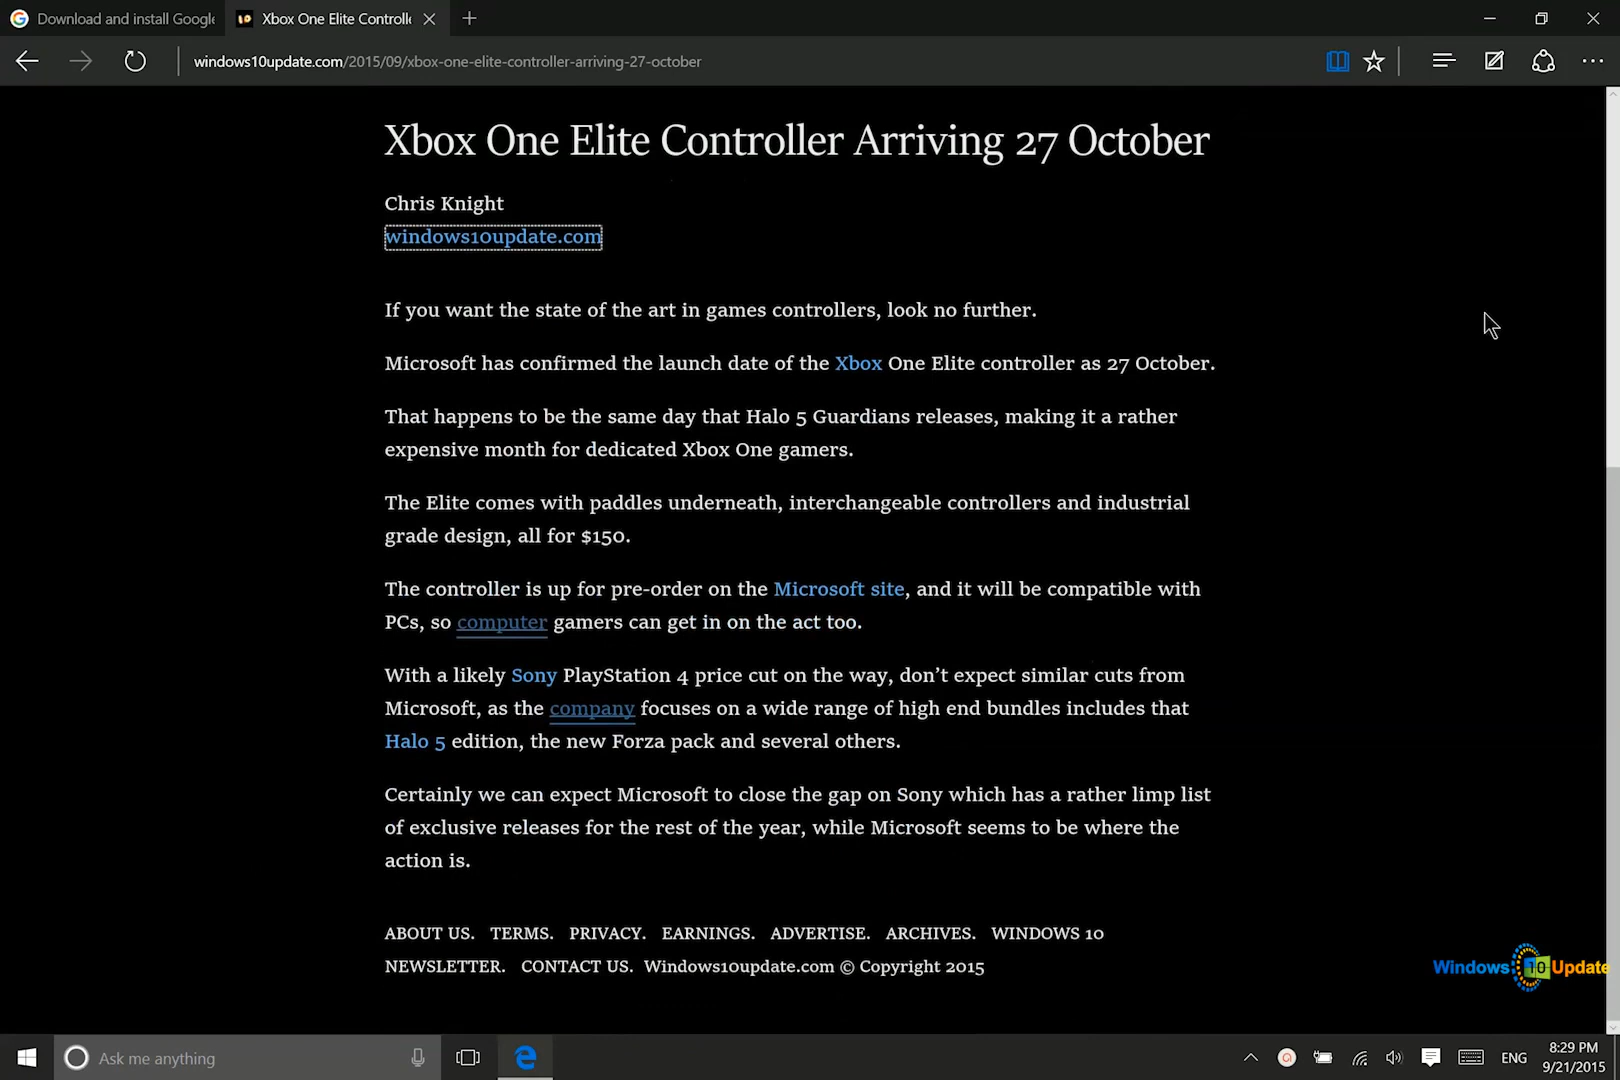 Download and install Google
Xbox One Elite Controlle
windows10update.com/2015/09/xbox-one-elite-controller-arriving-27-october
Xbox One Elite Controller Arriving 27 October
Chris Knight
windows10update.com
If you want the state of the art in games controllers, look no further.
Microsoft has confirmed the launch date of the Xbox One Elite controller as 27 October.
That happens to be the same day that Halo 5 Guardians releases, making it a rather
expensive month for dedicated Xbox One gamers.
The Elite comes with paddles underneath, interchangeable controllers and industrial
grade design, all for $150.
The controller is up for pre-order on the Microsoft site, and it will be compatible with
PCs, so computer gamers can get in on the act too.
With a likely Sony PlayStation 4 price cut on the way, don’t expect similar cuts from
Microsoft, as the company focuses on a wide range of high end bundles includes that
Halo 5 edition, the new Forza pack and several others.
Certainly we can expect Microsoft to close the gap on Sony which has a rather limp list
of exclusive releases for the rest of the year, while Microsoft seems to be where the
action is.
ABOUT US. TERMS. PRIVACY. EARNINGS. ADVERTISE. ARCHIVES. WINDOWS 10
NEWSLETTER. CONTACT US. Windows10update.com © Copyright 2015
Windows 10 Update
Ask me anything
ENG
8:29 PM
9/21/2015